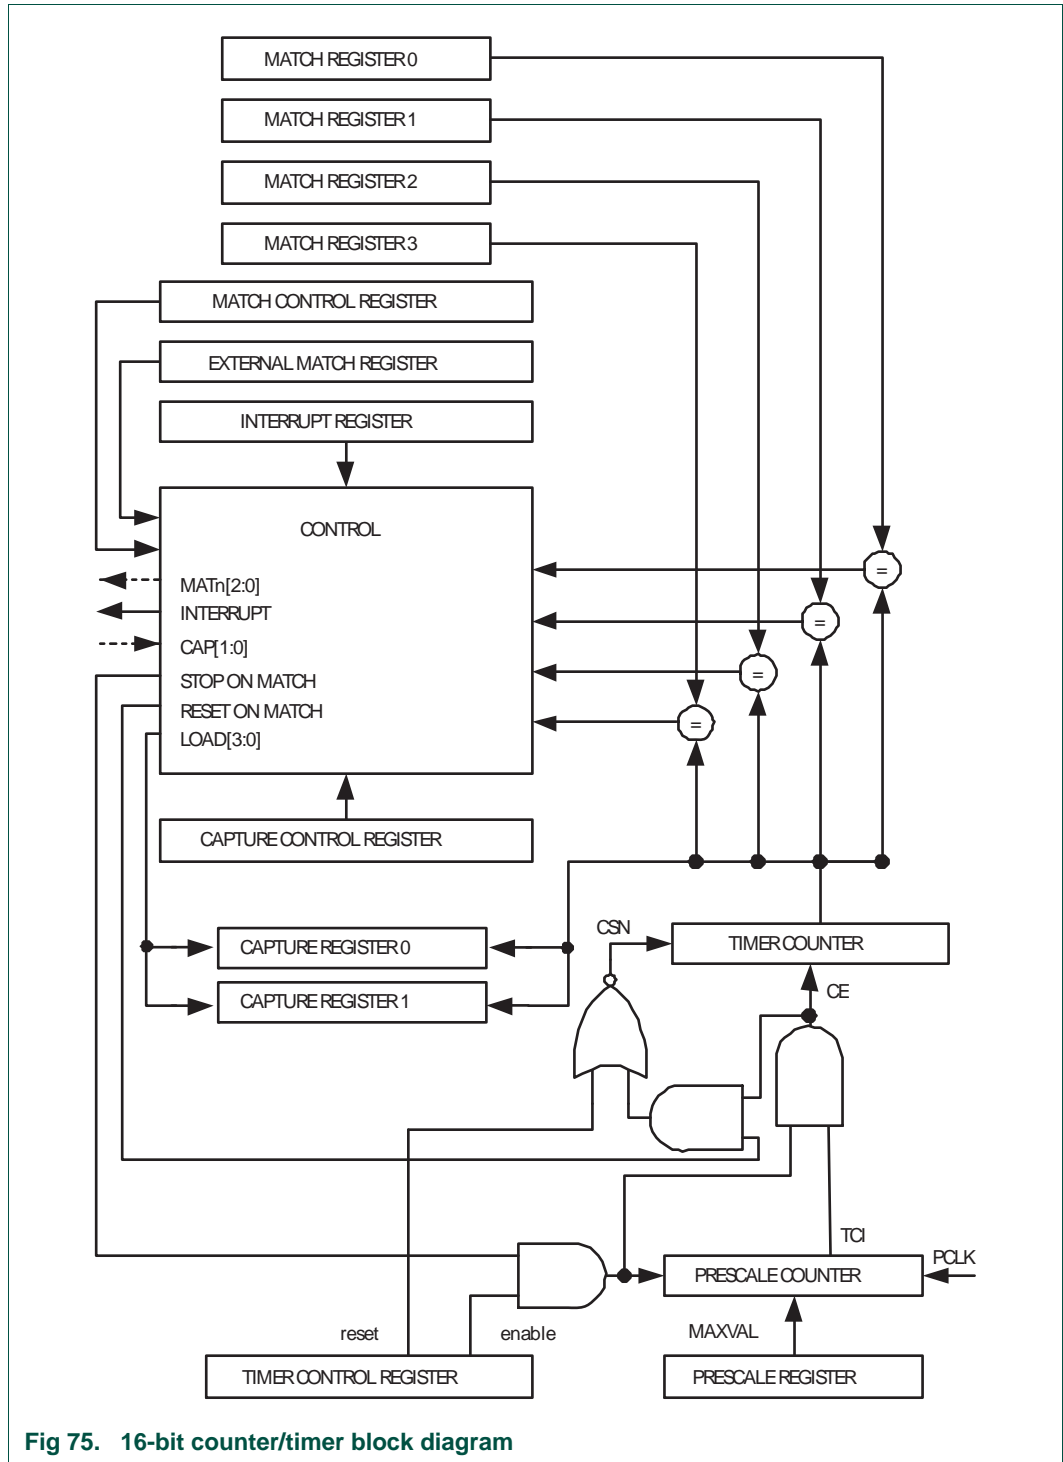 MATCH REGISTER 0
MATCH REGISTER 1
MATCH REGISTER 2
MATCH REGISTER 3
MATCH CONTROL REGISTER
EXTERNAL MATCH REGISTER
INTERRUPT REGISTER
CONTROL
=
=
=
=
MATn[2:0]
INTERRUPT
CAP[1:0]
STOP ON MATCH
RESET ON MATCH
LOAD[3:0]
CAPTURE CONTROL REGISTER
CSN
CAPTURE REGISTER 0
TIMER COUNTER
CE
CAPTURE REGISTER 1
TCI
PCLK
PRESCALE COUNTER
reset
enable
MAXVAL
TIMER CONTROL REGISTER
PRESCALE REGISTER
Fig 75. 16-bit counter/timer block diagram